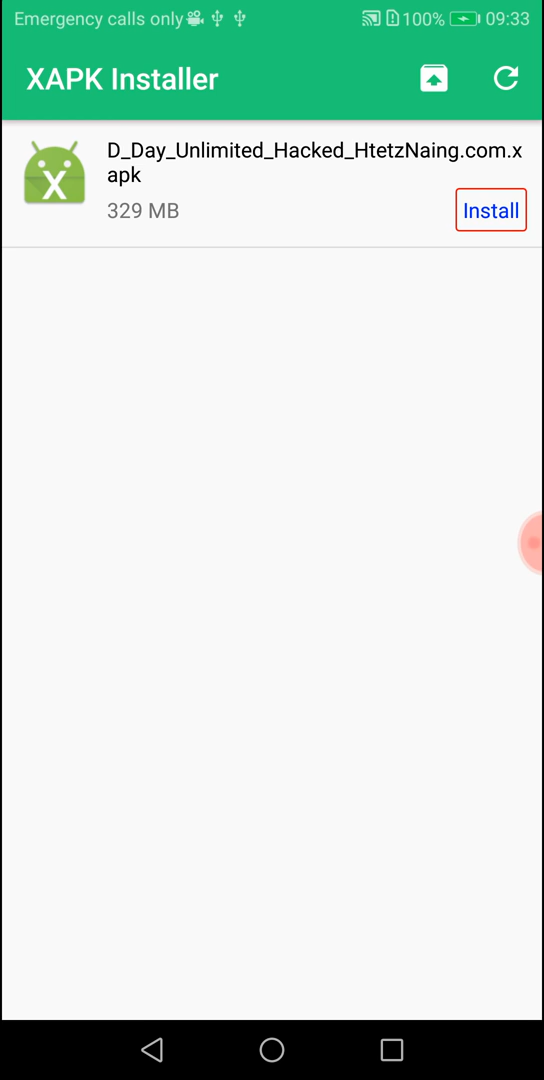 Emergency calls only 100% 09:33
XAPK Installer
D_Day_Unlimited_Hacked_HtetzNaing.com.x
apk
329 MB
Install